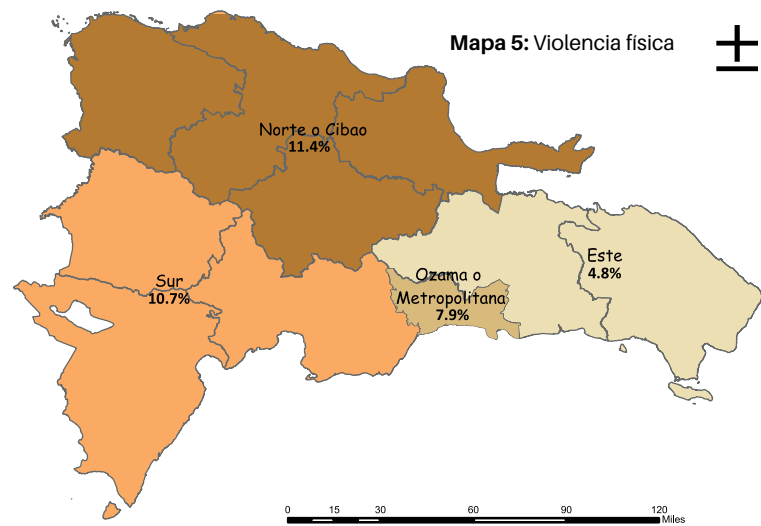 Mapa 5: Violencia física
Norte o Cibao
11.4%
Este
4.8%
Sur
10.7%
Ozama o
Metropolitana
7.9%
0 15 30 60 90 120
Miles